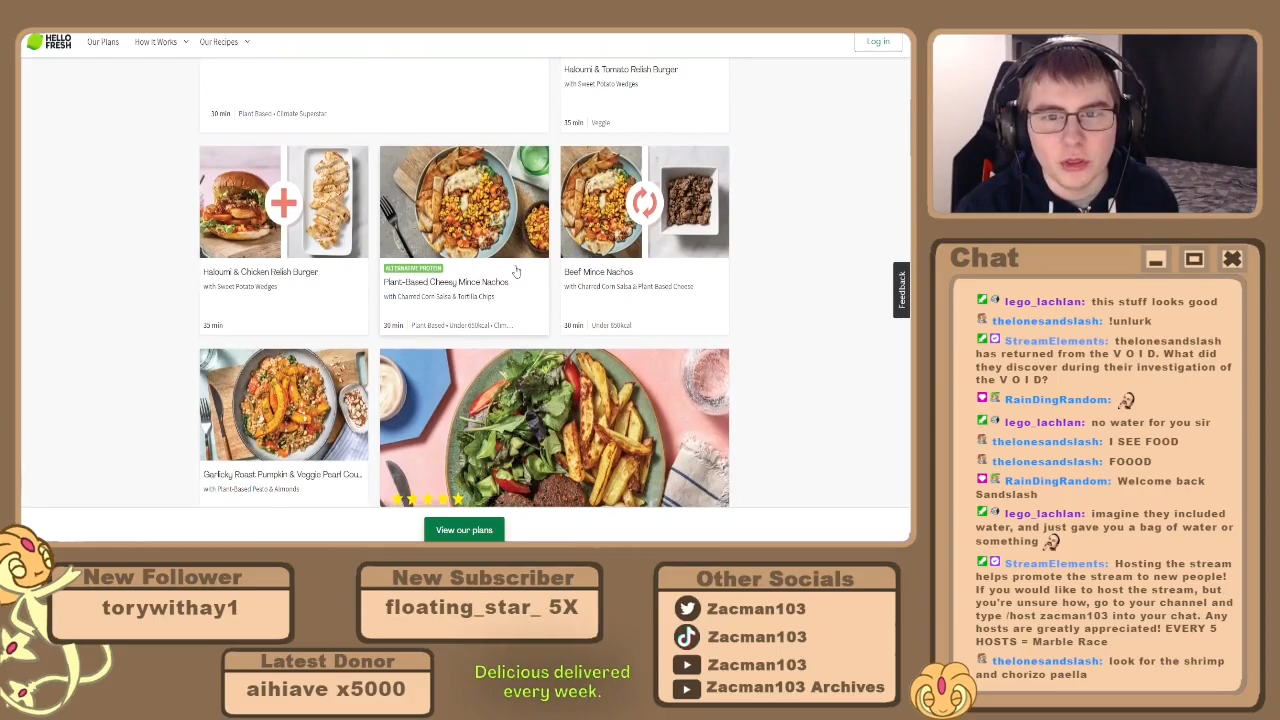 HELLO
FRESH
Our Plans
How It Works
Our Recipes
Log in
30 min | Plant Based • Climate Superstar
Haloumi & Tomato Relish Burger
with Sweet Potato Wedges
35 min | Veggie
Haloumi & Chicken Relish Burger
with Sweet Potato Wedges
35 min
ALTERNATIVE PROTEIN
Plant-Based Cheesy Mince Nachos
with Charred Corn Salsa & Tortilla Chips
30 min | Plant Based • Under 650kcal • Clim...
Beef Mince Nachos
with Charred Corn Salsa & Plant-Based Cheese
30 min | Under 650kcal
Feedback
Garlicky Roast Pumpkin & Veggie Pearl Cou...
with Plant-Based Pesto & Almonds
View our plans
Chat
lego_lachlan: this stuff looks good
thelonesandslash: !unlurk
StreamElements: thelonesandslash
has returned from the V O I D. What did
they discover during their investigation of
the V O I D?
RainDingRandom:
lego_lachlan: no water for you sir
thelonesandslash: I SEE FOOD
thelonesandslash: FOOOD
RainDingRandom: Welcome back
Sandslash
lego_lachlan: imagine they included
water, and just gave you a bag of water or
something
StreamElements: Hosting the stream
helps promote the stream to new people!
If you would like to host the stream, but
you're unsure how, go to your channel and
type /host zacman103 into your chat. Any
hosts are greatly appreciated! EVERY 5
HOSTS = Marble Race
thelonesandslash: look for the shrimp
and chorizo paella
New Follower
torywithay1
New Subscriber
floating_star_ 5X
Latest Donor
aihiave x5000
Delicious delivered
every week.
Other Socials
Zacman103
Zacman103
Zacman103
Zacman103 Archives